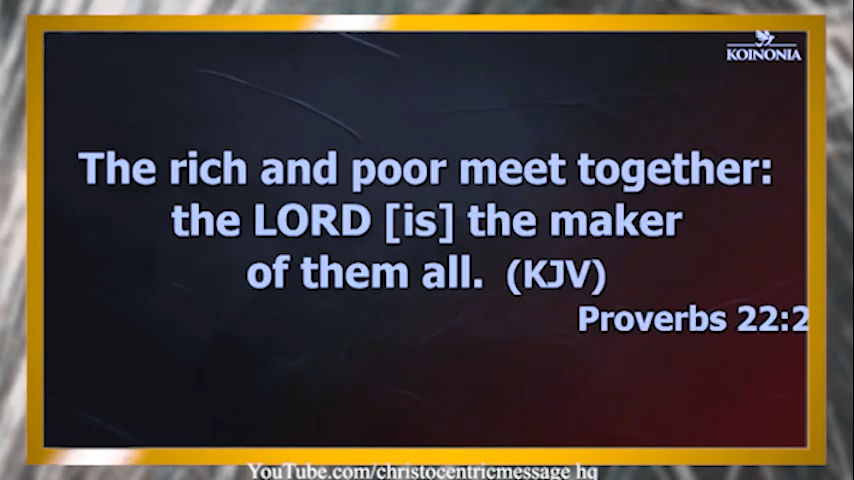 KOINONIA
The rich and poor meet together:
the LORD [is] the maker
of them all. (KJV)
Proverbs 22:2
YouTube.com/christocentricmessage hq